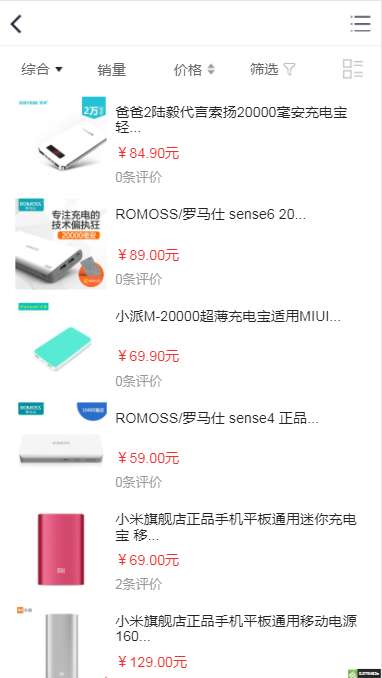 综合
销量
价格
筛选
2万
爸爸2陆毅代言索扬20000毫安充电宝
轻...
￥84.90元
0条评价
ROMOSS
专注充电的
技术偏执狂
20000毫安
ROMOSS/罗马仕 sense6 20...
￥89.00元
0条评价
小派M-20000超薄充电宝适用MIUI...
￥69.90元
0条评价
ROMOSS
ROMOSS/罗马仕 sense4 正品...
￥59.00元
0条评价
小米旗舰店正品手机平板通用迷你充电
宝 移...
￥69.00元
2条评价
小米旗舰店正品手机平板通用移动电源
160...
￥129.00元